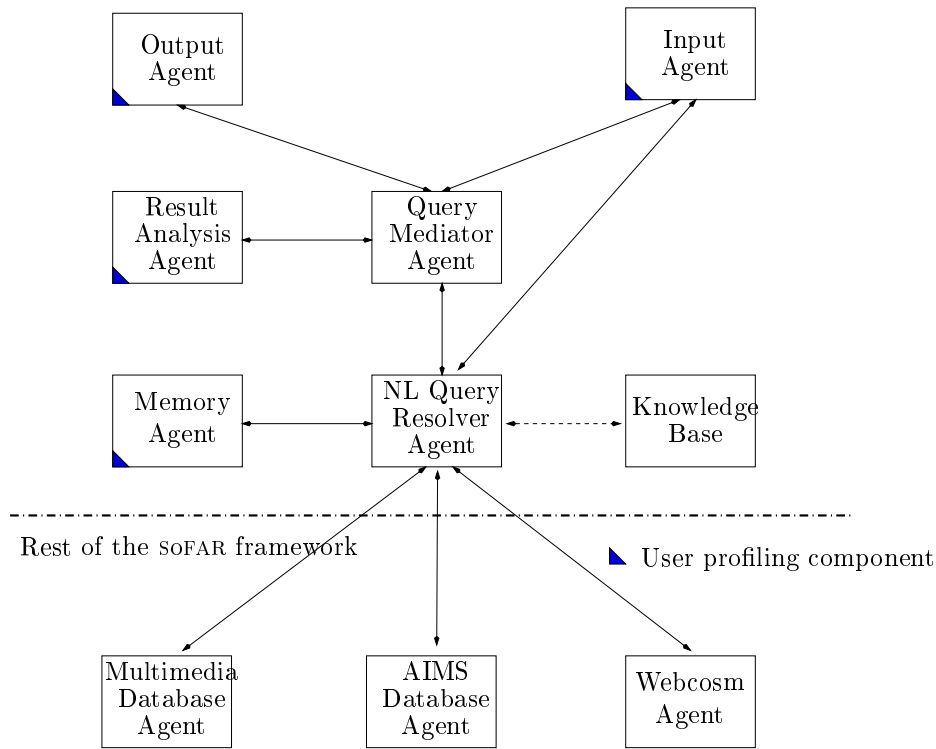 Output
Agent
Input
Agent
Result
Analysis
Agent
Query
Mediator
Agent
Memory
Agent
NL Query
Resolver
Agent
Knowledge
Base
Rest of the SoFAR framework
User profiling component
Multimedia
Database
Agent
AIMS
Database
Agent
Webcosm
Agent